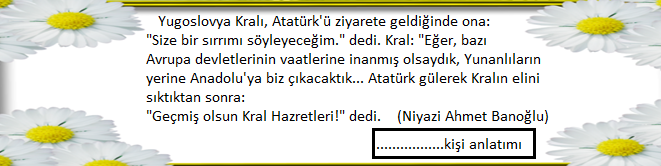 Yugoslovya Kralı, Atatürk'ü ziyarete geldiğinde ona:
"Size bir sırrımı söyleyeceğim." dedi. Kral: "Eğer, bazı
Avrupa devletlerinin vaatlerine inanmış olsaydık, Yunanlıların
yerine Anadolu'ya biz çıkacaktık... Atatürk gülerek Kralın elini
sıktıktan sonra:
"Geçmiş olsun Kral Hazretleri!" dedi. (Niyazi Ahmet Banoğlu)
.................kişi anlatımı